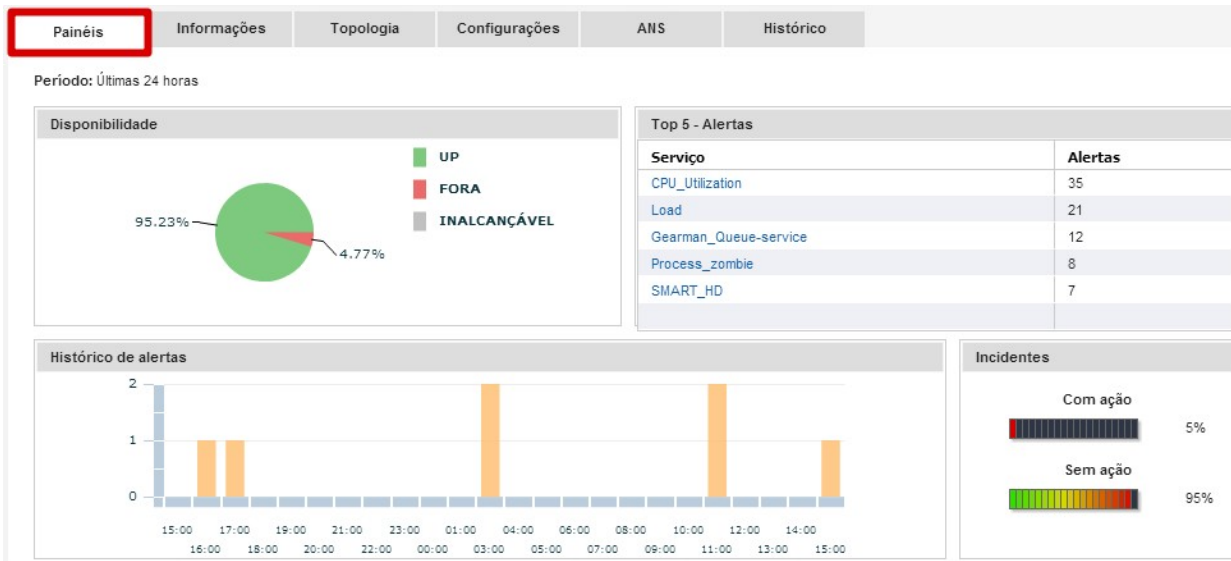 Painéis Informações Topologia Configurações ANS Histórico
Período: Últimas 24 horas
Disponibilidade
UP
FORA
INALCANÇÁVEL
95.23%
4.77%
Top 5 - Alertas
Serviço Alertas
CPU_Utilization 35
Load 21
Gearman_Queue-service 12
Process_zombie 8
SMART_HD 7
Histórico de alertas
2
1
0
15:00 17:00 19:00 21:00 23:00 01:00 04:00 06:00 08:00 10:00 12:00 14:00
16:00 18:00 20:00 22:00 00:00 03:00 05:00 07:00 09:00 11:00 13:00 15:00
Incidentes
Com ação
5%
Sem ação
95%